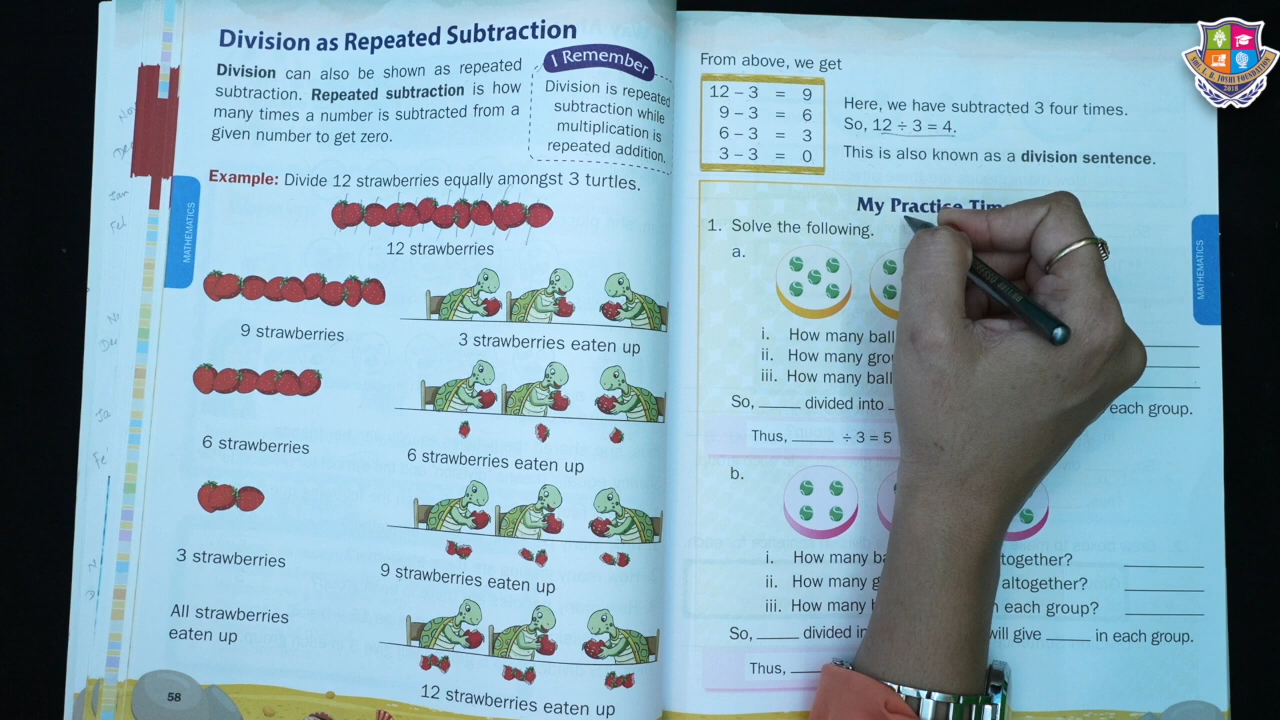 Division as Repeated Subtraction
Division can also be shown as repeated
subtraction. Repeated subtraction is how
many times a number is subtracted from a
given number to get zero.
I Remember
Division is repeated
subtraction while
multiplication is
repeated addition.
Example: Divide 12 strawberries equally amongst 3 turtles.
12 strawberries
9 strawberries
3 strawberries eaten up
6 strawberries
6 strawberries eaten up
3 strawberries
9 strawberries eaten up
All strawberries
eaten up
12 strawberries eaten up
58
MATHEMATICS
From above, we get
12 – 3 = 9
9 – 3 = 6
6 – 3 = 3
3 – 3 = 0
Here, we have subtracted 3 four times.
So, 12 ÷ 3 = 4.
This is also known as a division sentence.
My Practice Time
1. Solve the following.
a.
i. How many ball
ii. How many gro
iii. How many ball
So, _____ divided into _ each group.
Thus, _____ ÷ 3 = 5
b.
i. How many ba together? _____
ii. How many g altogether? _____
iii. How many b n each group? _____
So, _____ divided in will give _____ in each group.
Thus, _____
MATHEMATICS
2018